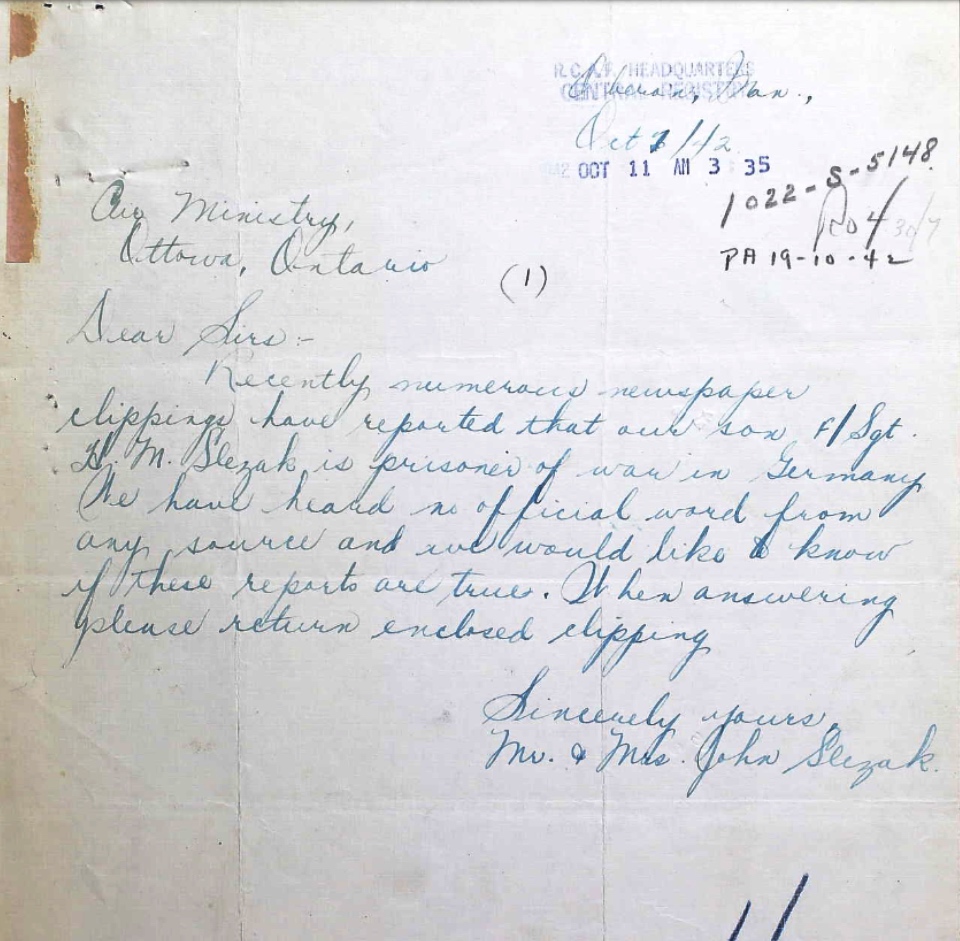 R.C.A.F. HEADQUARTERS
CENTRAL REGISTRY
Oct 7/42
OCT 11 AM 3 35
1022-S-5148
PA 19-10-42
Air Ministry,
Ottowa, Ontario
(1)
Dear Sirs:-
Recently numerous newspaper
clippings have reported that our son F/Sgt.
H. M. Slezak is prisoner of war in Germany
We have heard no official word from
any source and we would like to know
if these reports are true. When answering
please return enclosed clipping
Sincerely yours,
Mr. & Mrs. John Slezak.